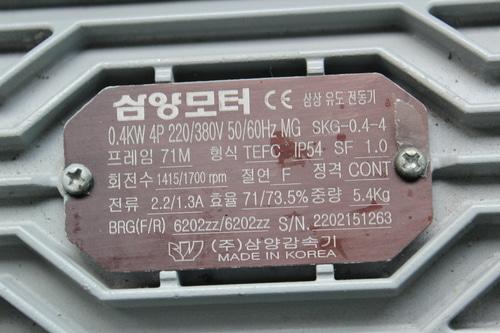 삼양모터 CE 삼상 유도 전동기
0.4KW 4P 220/380V 50/60Hz MG SKG-0.4-4
프레임 71M 형식 TEFC IP54 SF 1.0
회전수 1415/1700 rpm 절연 F 정격 CONT
전류 2.2/1.3A 효율 71/73.5% 중량 5.4kg
BRG(F/R) 6202zz/6202zz S/N. 2202151263
(주)삼양감속기
MADE IN KOREA